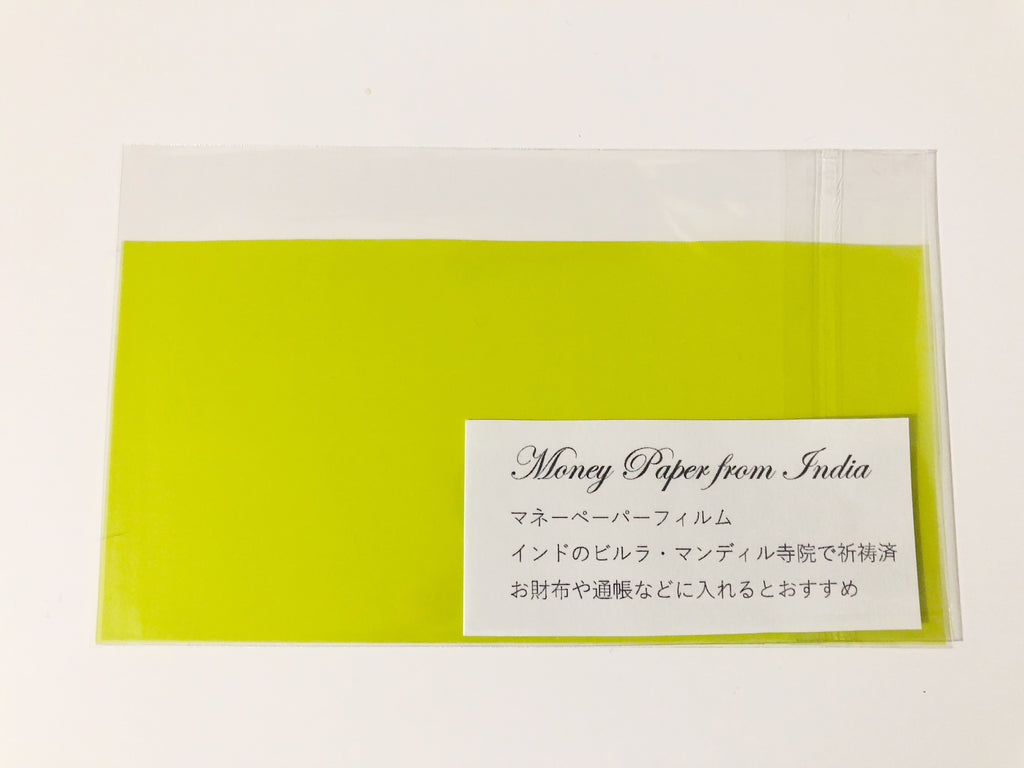 Money Paper from India
マネーペーパーフィルム
インドのビルラ・マンディル寺院で祈祷済
お財布や通帳などに入れるとおすすめ